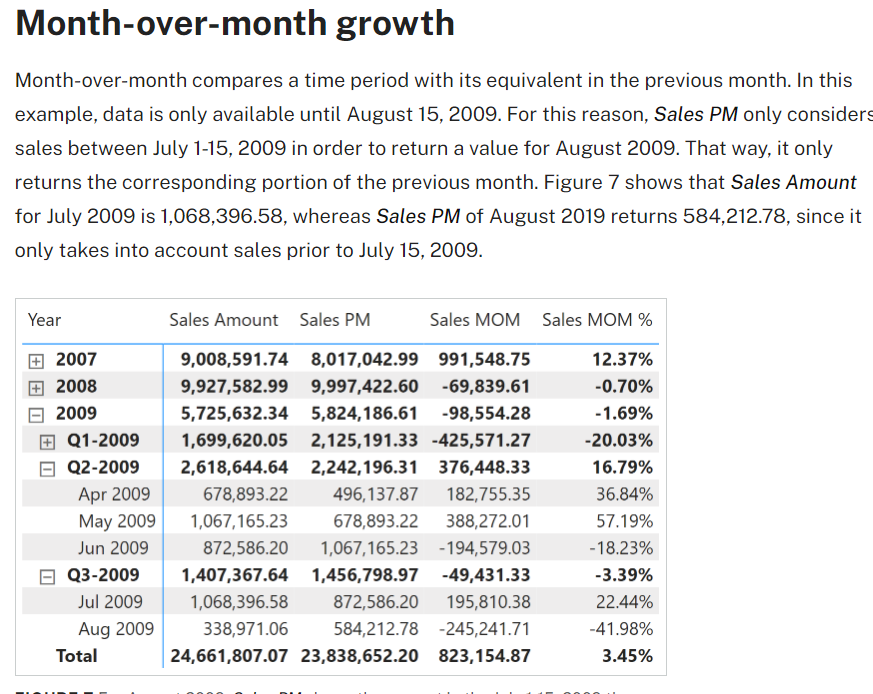 Month-over-month growth
Month-over-month compares a time period with its equivalent in the previous month. In this
example, data is only available until August 15, 2009. For this reason, Sales PM only considers
sales between July 1-15, 2009 in order to return a value for August 2009. That way, it only
returns the corresponding portion of the previous month. Figure 7 shows that Sales Amount
for July 2009 is 1,068,396.58, whereas Sales PM of August 2019 returns 584,212.78, since it
only takes into account sales prior to July 15, 2009.
Year Sales Amount Sales PM Sales MOM Sales MOM %
2007 9,008,591.74 8,017,042.99 991,548.75 12.37%
2008 9,927,582.99 9,997,422.60 -69,839.61 -0.70%
2009 5,725,632.34 5,824,186.61 -98,554.28 -1.69%
Q1-2009 1,699,620.05 2,125,191.33 -425,571.27 -20.03%
Q2-2009 2,618,644.64 2,242,196.31 376,448.33 16.79%
Apr 2009 678,893.22 496,137.87 182,755.35 36.84%
May 2009 1,067,165.23 678,893.22 388,272.01 57.19%
Jun 2009 872,586.20 1,067,165.23 -194,579.03 -18.23%
Q3-2009 1,407,367.64 1,456,798.97 -49,431.33 -3.39%
Jul 2009 1,068,396.58 872,586.20 195,810.38 22.44%
Aug 2009 338,971.06 584,212.78 -245,241.71 -41.98%
Total 24,661,807.07 23,838,652.20 823,154.87 3.45%